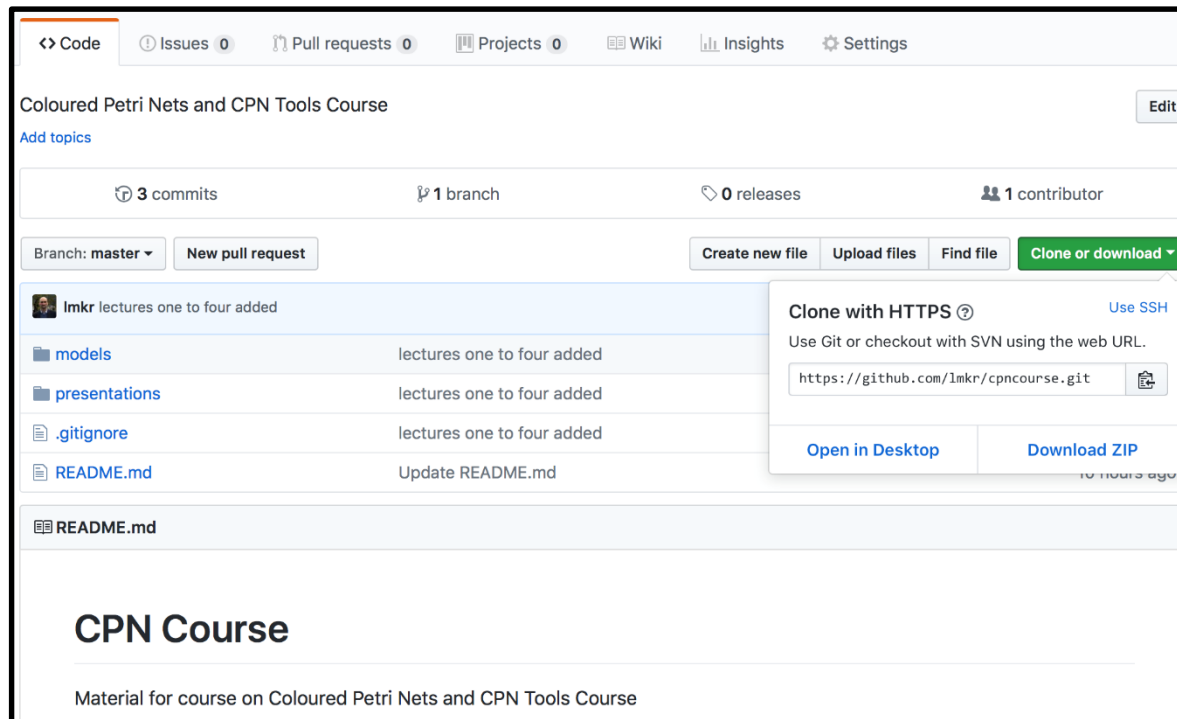 <> Code Issues 0 Pull requests 0 Projects 0 Wiki Insights Settings
Coloured Petri Nets and CPN Tools Course
Edit
Add topics
3 commits 1 branch 0 releases 1 contributor
Branch: master New pull request Create new file Upload files Find file Clone or download
lmkr lectures one to four added
Clone with HTTPS ? Use SSH
Use Git or checkout with SVN using the web URL.
https://github.com/lmkr/cpncourse.git
Open in Desktop Download ZIP
models lectures one to four added
presentations lectures one to four added
.gitignore lectures one to four added
README.md Update README.md 10 hours ago
README.md
CPN Course
Material for course on Coloured Petri Nets and CPN Tools Course